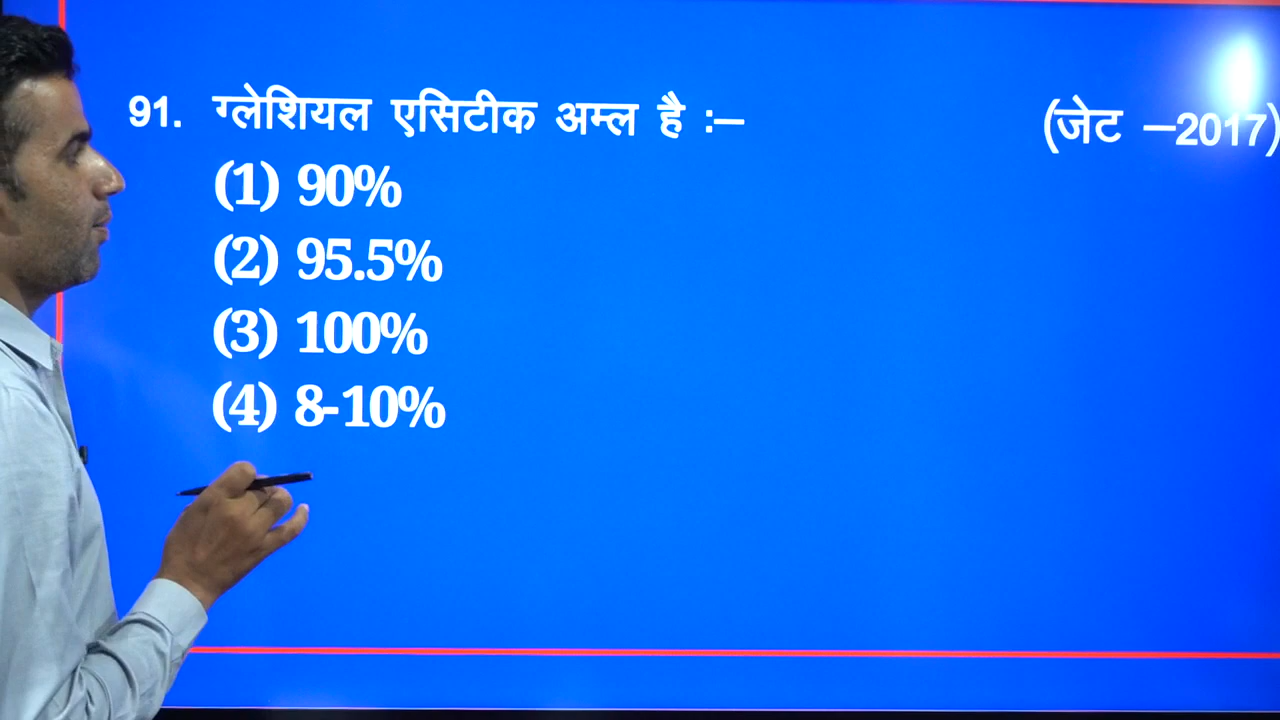 91. ग्लेशियल एसिटीक अम्ल है :– (जेट –2017)
(1) 90%
(2) 95.5%
(3) 100%
(4) 8-10%